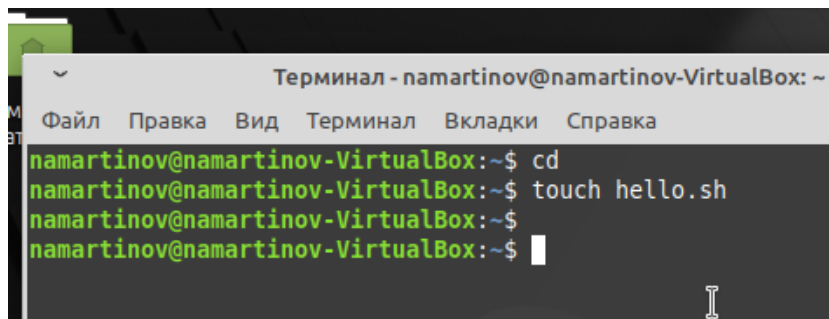 Терминал - namartinov@namartinov-VirtualBox: ~
Файл Правка Вид Терминал Вкладки Справка
namartinov@namartinov-VirtualBox:~$ cd
namartinov@namartinov-VirtualBox:~$ touch hello.sh
namartinov@namartinov-VirtualBox:~$
namartinov@namartinov-VirtualBox:~$